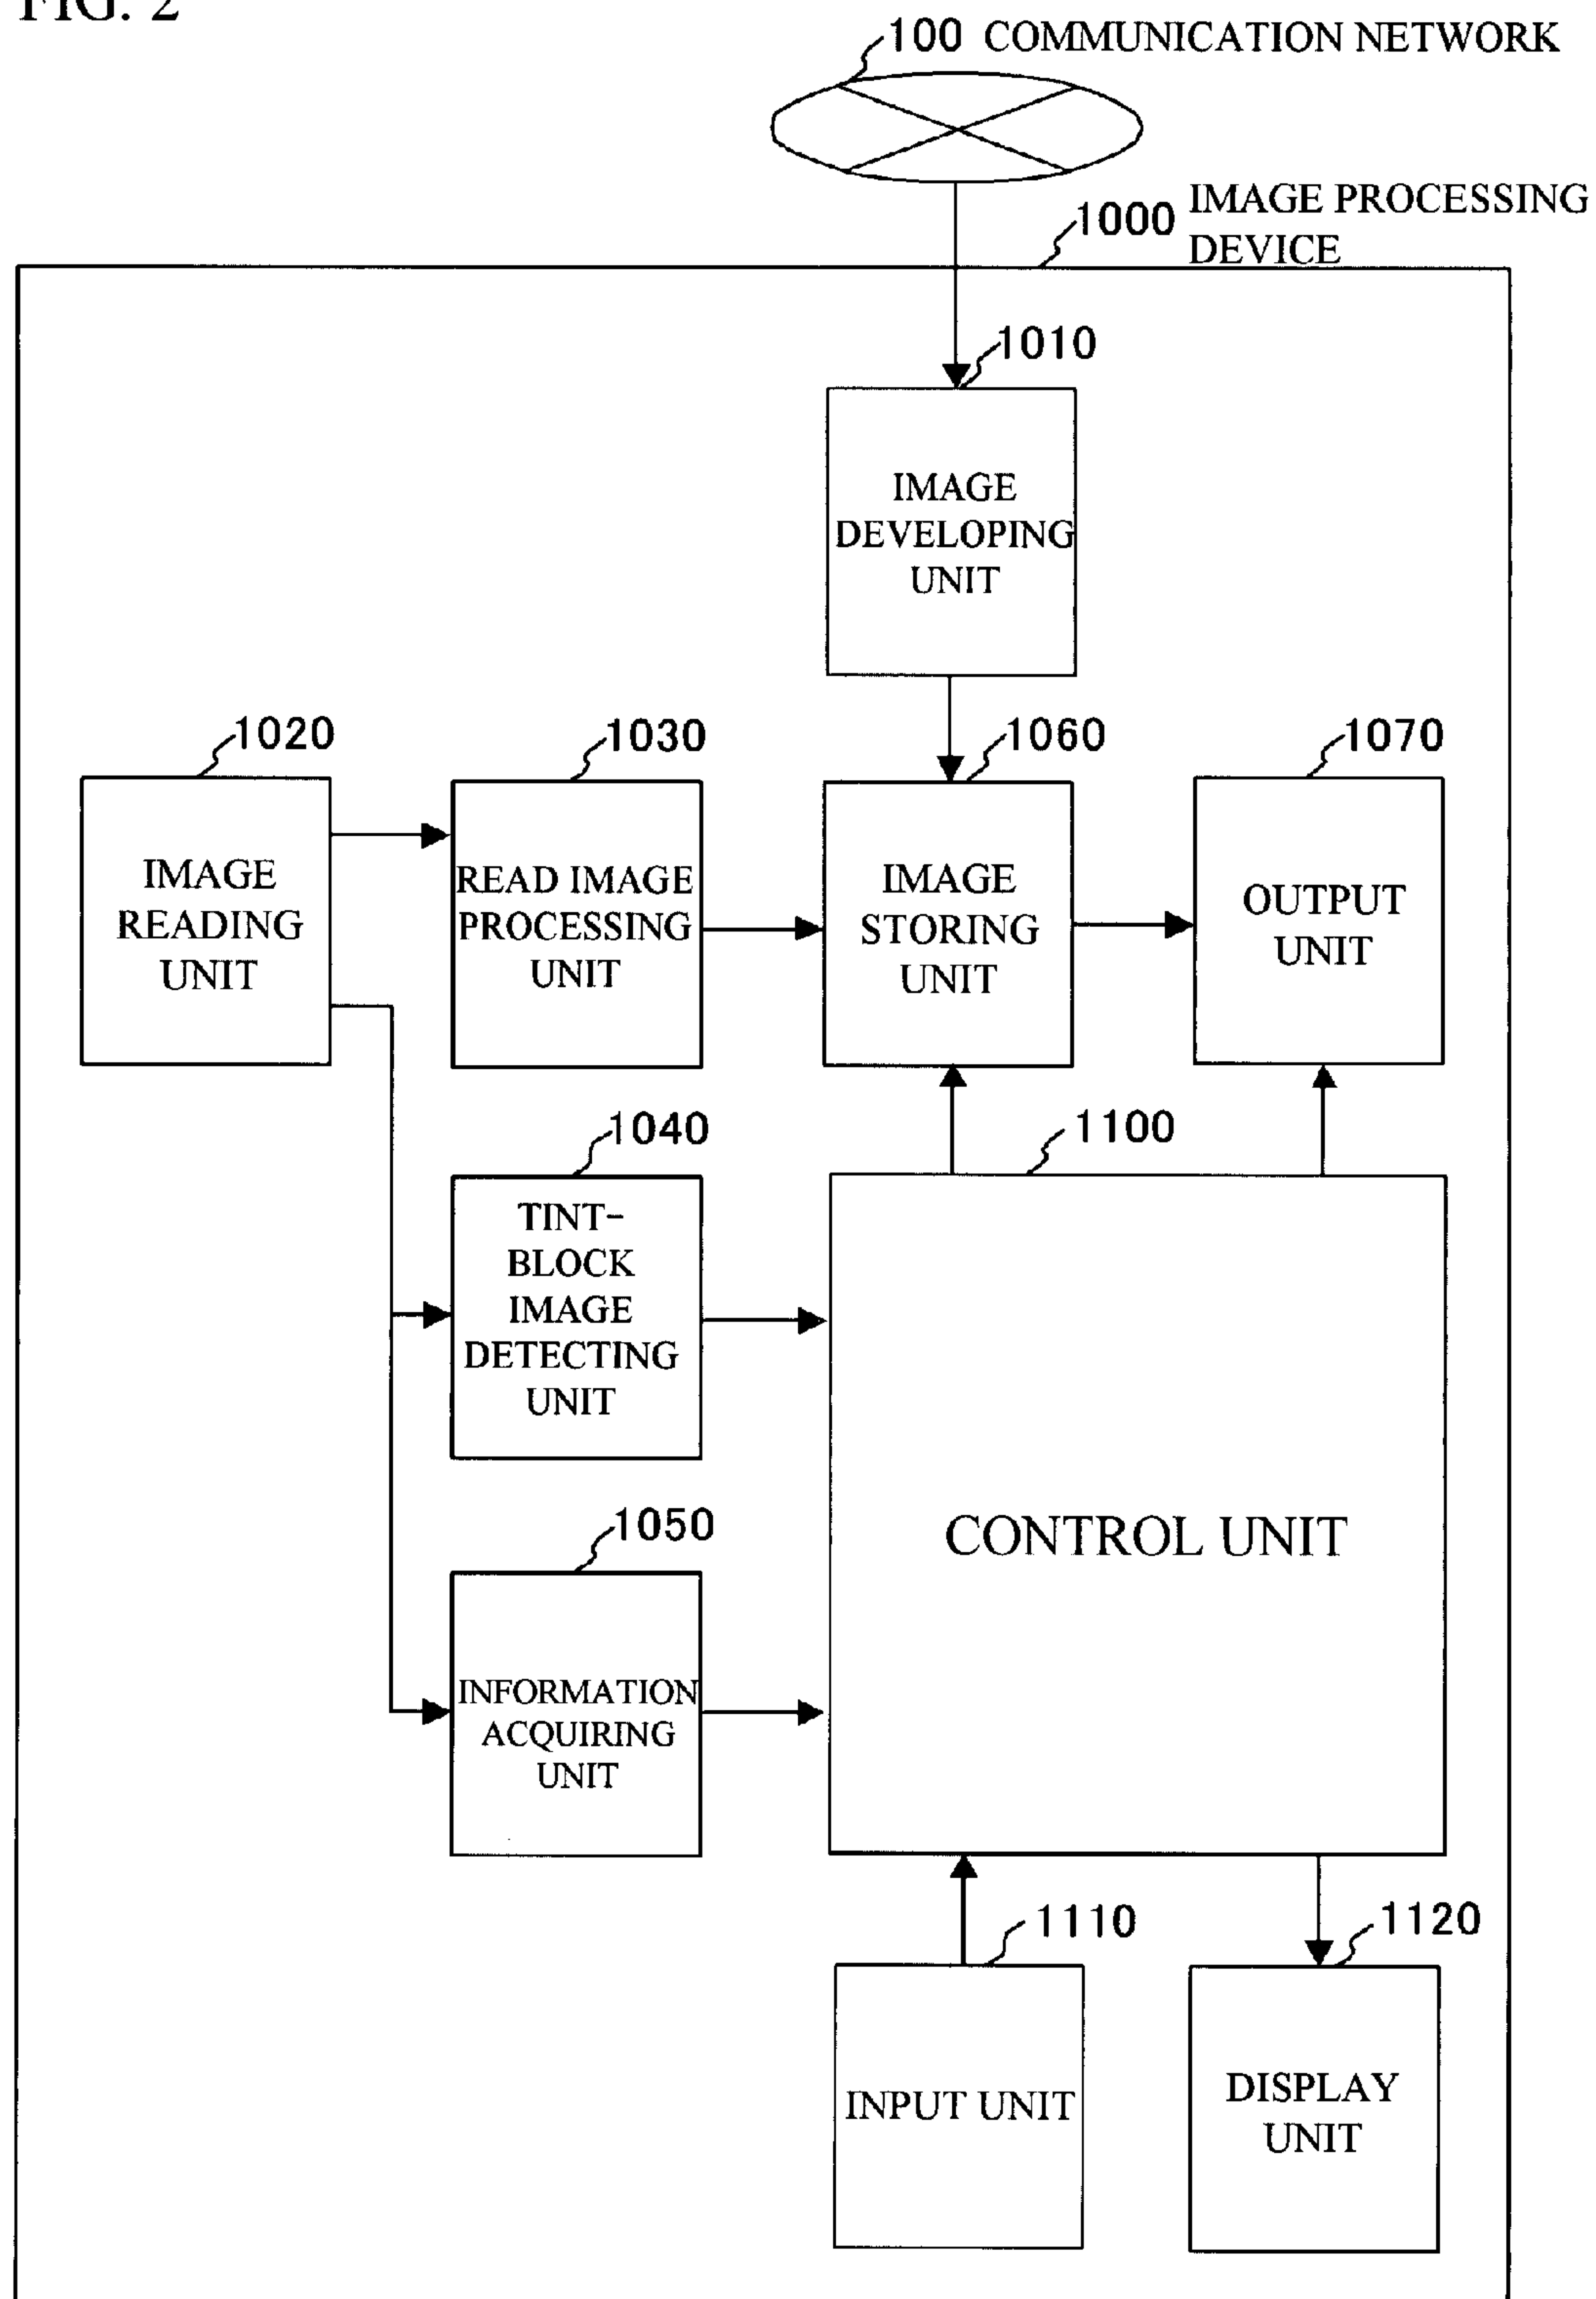 FIG. 2
100 COMMUNICATION NETWORK
1000 IMAGE PROCESSING
DEVICE
1010
IMAGE
DEVELOPING
UNIT
1020
IMAGE
READING
UNIT
1030
READ IMAGE
PROCESSING
UNIT
1060
IMAGE
STORING
UNIT
1070
OUTPUT
UNIT
1040
TINT-
BLOCK
IMAGE
DETECTING
UNIT
1100
CONTROL UNIT
1050
INFORMATION
ACQUIRING
UNIT
1110
INPUT UNIT
1120
DISPLAY
UNIT